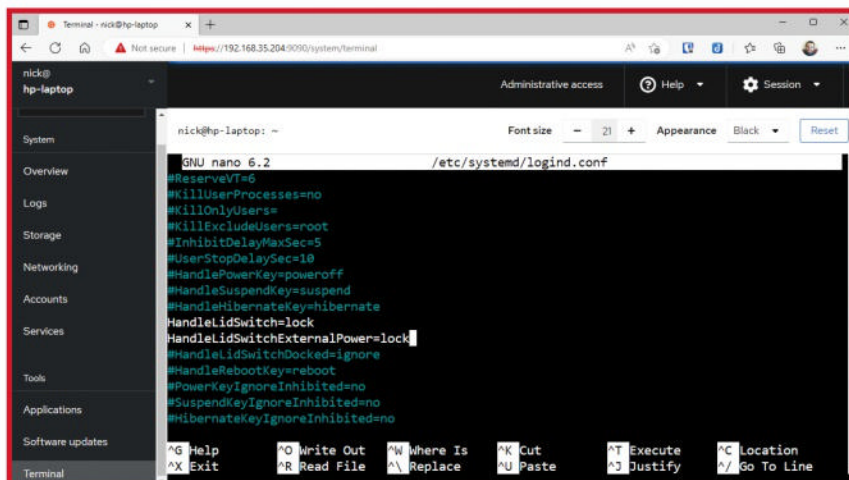 Terminal - nick@hp-laptop
Not secure | https://192.168.35.204:9090/system/terminal
nick@
hp-laptop
Administrative access
Help
Session
System
Overview
Logs
Storage
Networking
Accounts
Services
Tools
Applications
Software updates
Terminal
nick@hp-laptop: ~
Font size - 21 + Appearance Black Reset
GNU nano 6.2 /etc/systemd/logind.conf
#ReserveVT=6
#KillUserProcesses=no
#KillOnlyUsers=
#KillExcludeUsers=root
#InhibitDelayMaxSec=5
#UserStopDelaySec=10
#HandlePowerKey=poweroff
#HandleSuspendKey=suspend
#HandleHibernateKey=hibernate
HandleLidSwitch=lock
HandleLidSwitchExternalPower=lock
#HandleLidSwitchDocked=ignore
#HandleRebootKey=reboot
#PowerKeyIgnoreInhibited=no
#SuspendKeyIgnoreInhibited=no
#HibernateKeyIgnoreInhibited=no
^G Help ^O Write Out ^W Where Is ^K Cut ^T Execute ^C Location
^X Exit ^R Read File ^\ Replace ^U Paste ^J Justify ^/ Go To Line